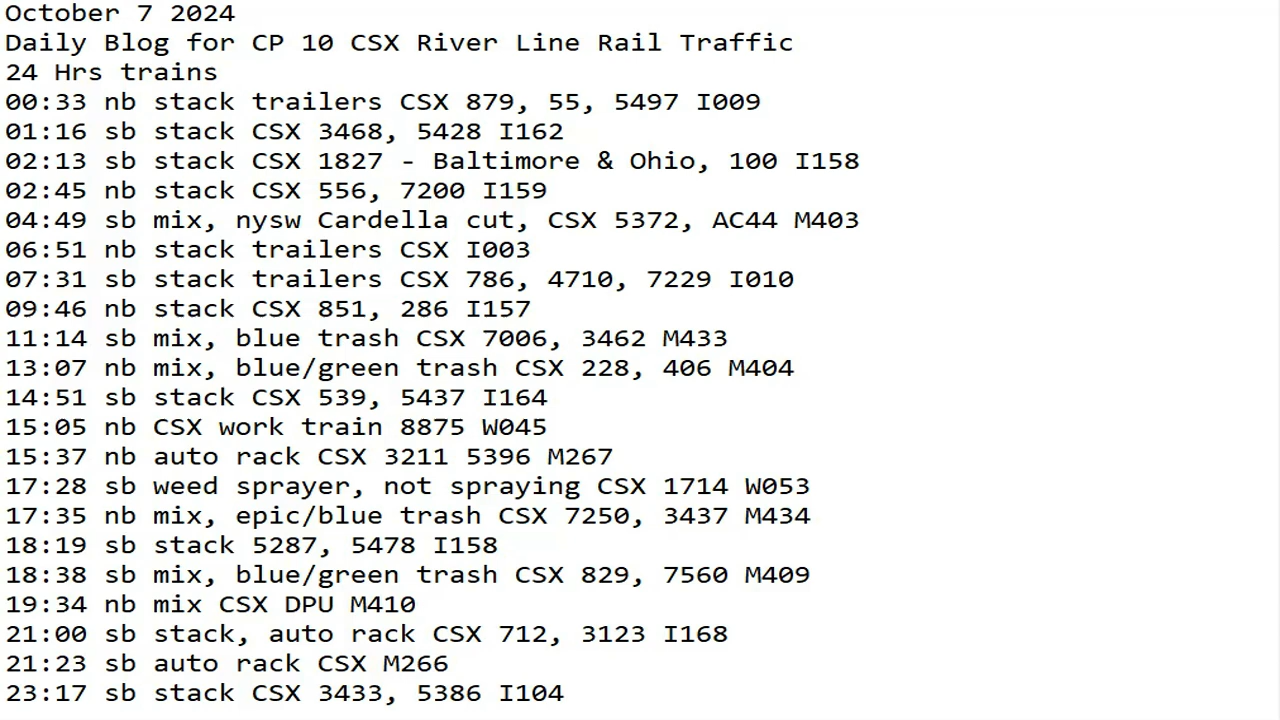 October 7 2024
Daily Blog for CP 10 CSX River Line Rail Traffic
24 Hrs trains
00:33 nb stack trailers CSX 879, 55, 5497 I009
01:16 sb stack CSX 3468, 5428 I162
02:13 sb stack CSX 1827 - Baltimore & Ohio, 100 I158
02:45 nb stack CSX 556, 7200 I159
04:49 sb mix, nysw Cardella cut, CSX 5372, AC44 M403
06:51 nb stack trailers CSX I003
07:31 sb stack trailers CSX 786, 4710, 7229 I010
09:46 nb stack CSX 851, 286 I157
11:14 sb mix, blue trash CSX 7006, 3462 M433
13:07 nb mix, blue/green trash CSX 228, 406 M404
14:51 sb stack CSX 539, 5437 I164
15:05 nb CSX work train 8875 W045
15:37 nb auto rack CSX 3211 5396 M267
17:28 sb weed sprayer, not spraying CSX 1714 W053
17:35 nb mix, epic/blue trash CSX 7250, 3437 M434
18:19 sb stack 5287, 5478 I158
18:38 sb mix, blue/green trash CSX 829, 7560 M409
19:34 nb mix CSX DPU M410
21:00 sb stack, auto rack CSX 712, 3123 I168
21:23 sb auto rack CSX M266
23:17 sb stack CSX 3433, 5386 I104